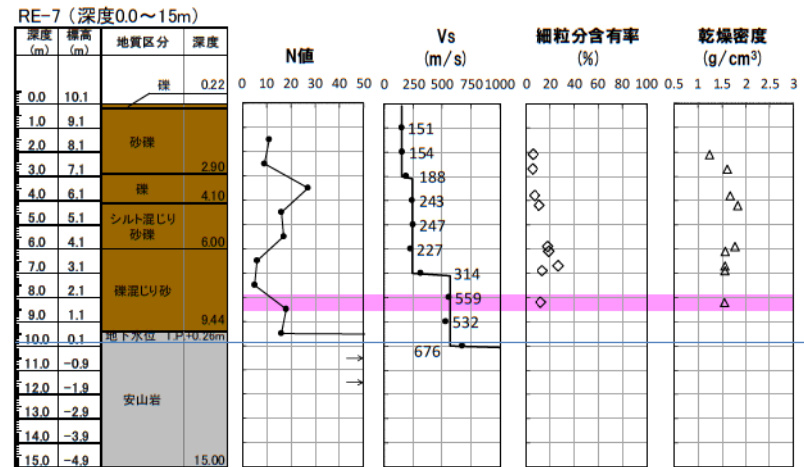 RE-7（深度0.0～15m）
深度(m) 標高(m) 地質区分 深度
N値
Vs (m/s)
細粒分含有率 (%)
乾燥密度 (g/cm³)
0 10 20 30 40 50
0 250 500 750 1000
0 20 40 60 80 100
0.5 1 1.5 2 2.5 3
礫 0.22
0.0 10.1
1.0 9.1
2.0 8.1
3.0 7.1
4.0 6.1
5.0 5.1
6.0 4.1
7.0 3.1
8.0 2.1
9.0 1.1
10.0 0.1
11.0 -0.9
12.0 -1.9
13.0 -2.9
14.0 -3.9
15.0 -4.9
砂礫 2.90
礫 4.10
シルト混じり
砂礫 6.00
礫混じり砂 9.44
地下水位 T.P.+0.26m
安山岩 15.00
151
154
188
243
247
227
314
559
532
676